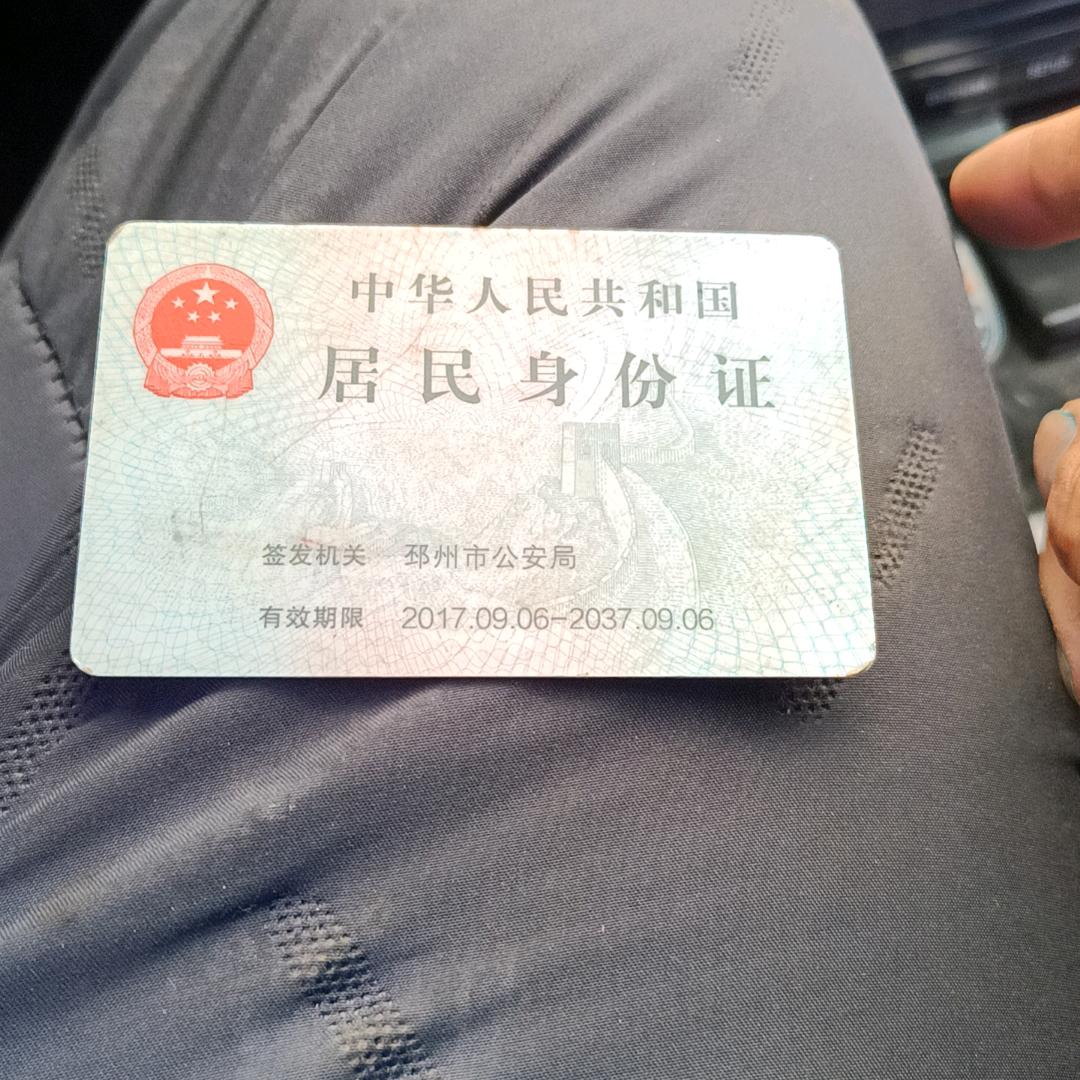 中华人民共和国
居民身份证
签发机关 邳州市公安局
有效期限 2017.09.06-2037.09.06